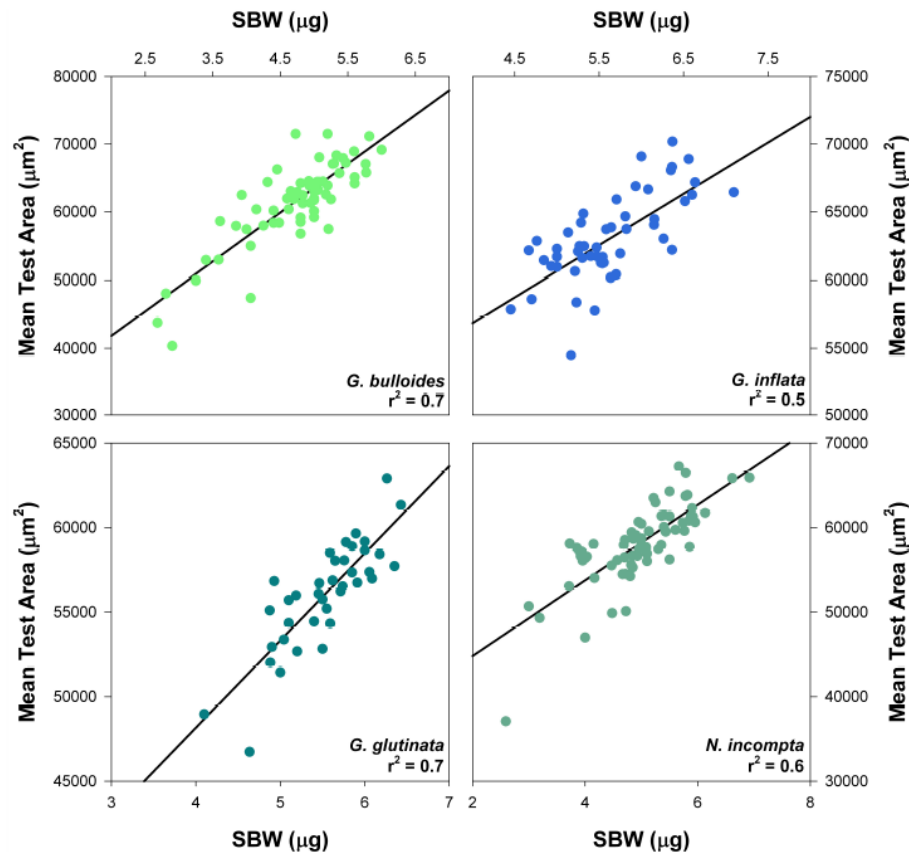 SBW (μg)
SBW (μg)
2.5 3.5 4.5 5.5 6.5
4.5 5.5 6.5 7.5
80000
70000
60000
50000
40000
30000
Mean Test Area (μm²)
G. bulloides
r² = 0.7
75000
70000
65000
60000
55000
50000
Mean Test Area (μm²)
G. inflata
r² = 0.5
65000
60000
55000
50000
45000
Mean Test Area (μm²)
G. glutinata
r² = 0.7
3 4 5 6 7
SBW (μg)
70000
60000
50000
40000
30000
Mean Test Area (μm²)
N. incompta
r² = 0.6
2 4 6 8
SBW (μg)